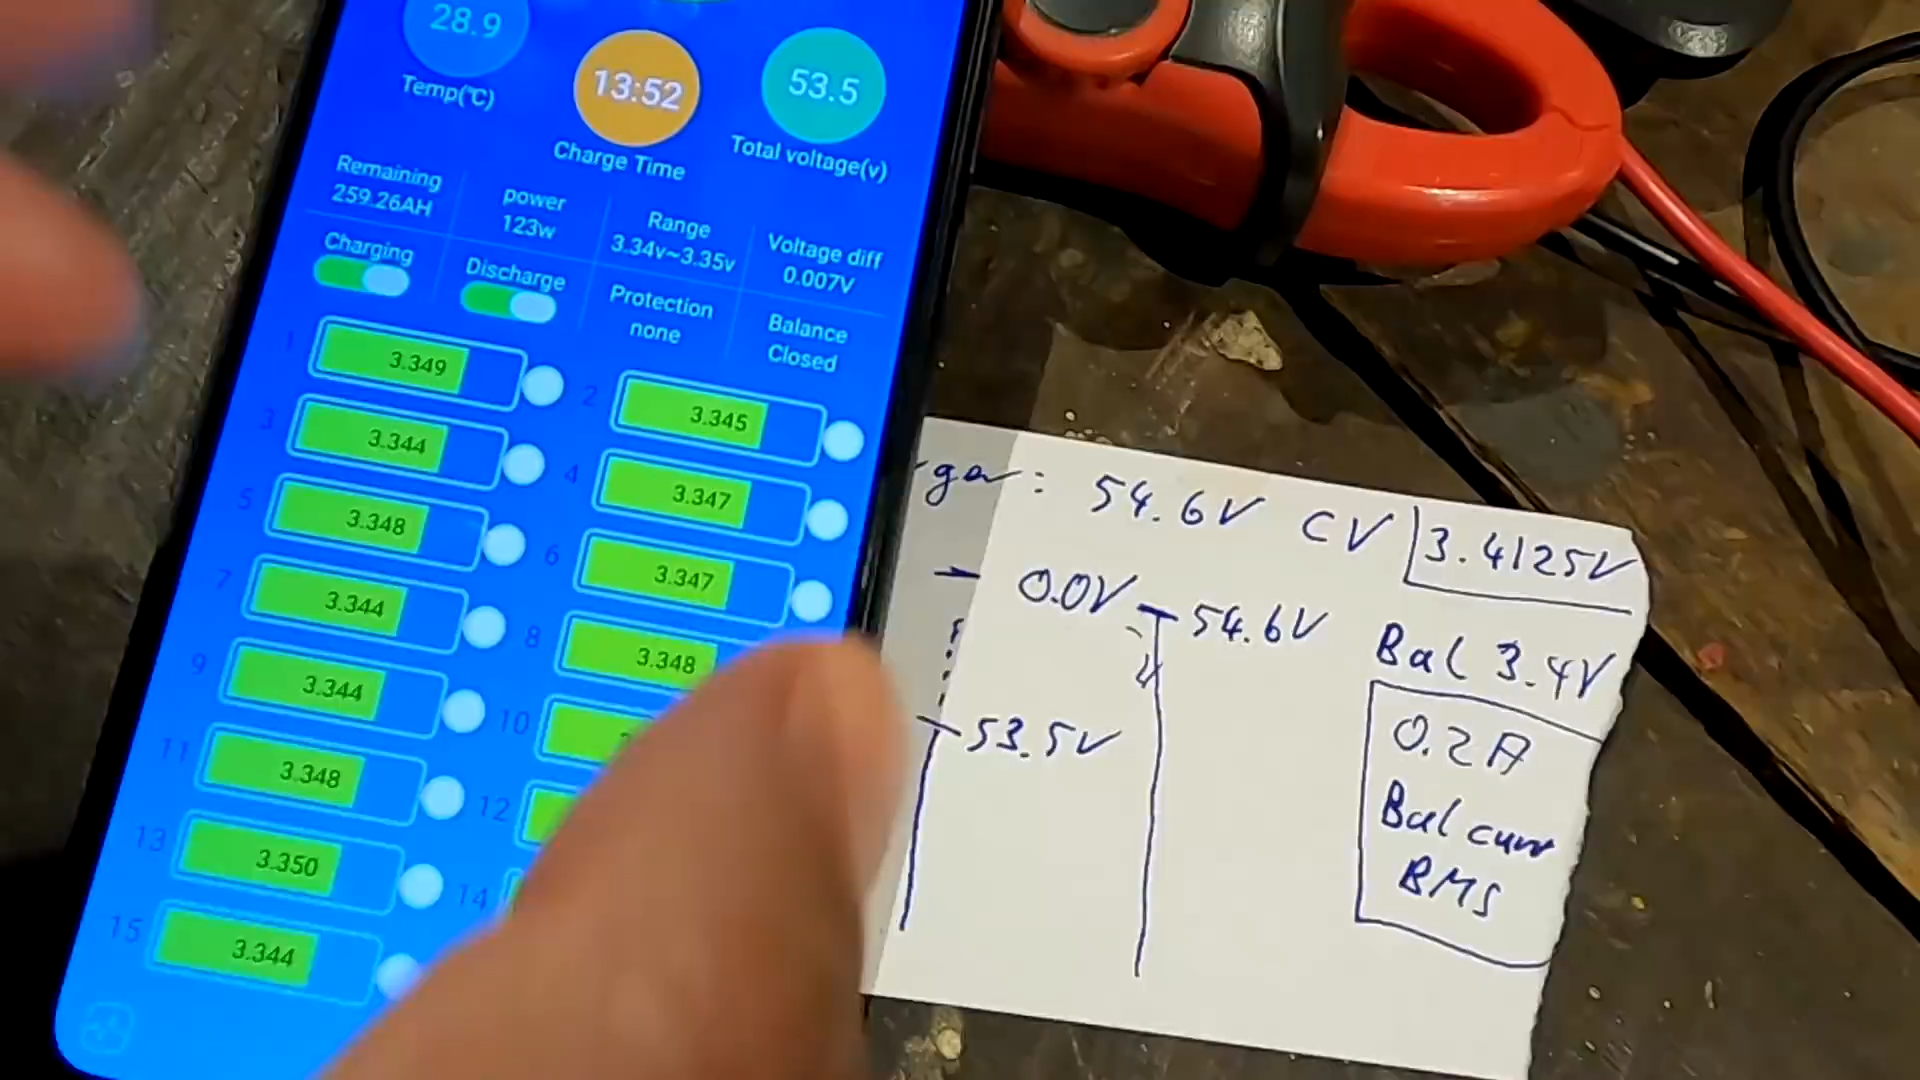 28.9
Temp(℃)
13:52
Charge Time
53.5
Total voltage(v)
Remaining
259.26AH
power
123w
Range
3.34v~3.35v
Voltage diff
0.007V
Charging
Discharge
Protection
none
Balance
Closed
1 3.349
2 3.345
3 3.344
4 3.347
5 3.348
6 3.347
7 3.344
8 3.348
9 3.344
10
11 3.348
12
13 3.350
14
15 3.344
54.6V CV 3.4125V
0.0V
54.6V
Bal 3.4V
53.5V
0.2A
Bal curr
BMS